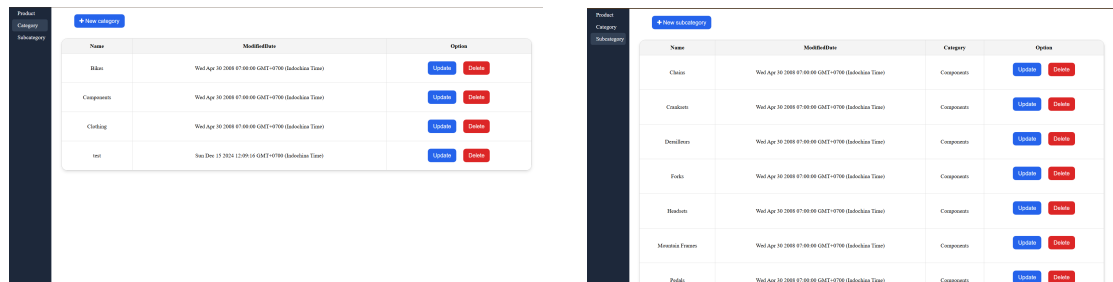 Product
Category
Subcategory
+ New category
Name ModifiedDate Option
Bikes Wed Apr 30 2008 07:00:00 GMT+0700 (Indochina Time) Update Delete
Components Wed Apr 30 2008 07:00:00 GMT+0700 (Indochina Time) Update Delete
Clothing Wed Apr 30 2008 07:00:00 GMT+0700 (Indochina Time) Update Delete
test Sun Dec 15 2024 12:09:16 GMT+0700 (Indochina Time) Update Delete
Product
Category
Subcategory
+ New subcategory
Name ModifiedDate Category Option
Chains Wed Apr 30 2008 07:00:00 GMT+0700 (Indochina Time) Components Update Delete
Cranksets Wed Apr 30 2008 07:00:00 GMT+0700 (Indochina Time) Components Update Delete
Derailleurs Wed Apr 30 2008 07:00:00 GMT+0700 (Indochina Time) Components Update Delete
Forks Wed Apr 30 2008 07:00:00 GMT+0700 (Indochina Time) Components Update Delete
Headsets Wed Apr 30 2008 07:00:00 GMT+0700 (Indochina Time) Components Update Delete
Mountain Frames Wed Apr 30 2008 07:00:00 GMT+0700 (Indochina Time) Components Update Delete
Pedals Wed Apr 30 2008 07:00:00 GMT+0700 (Indochina Time) Components Update Delete